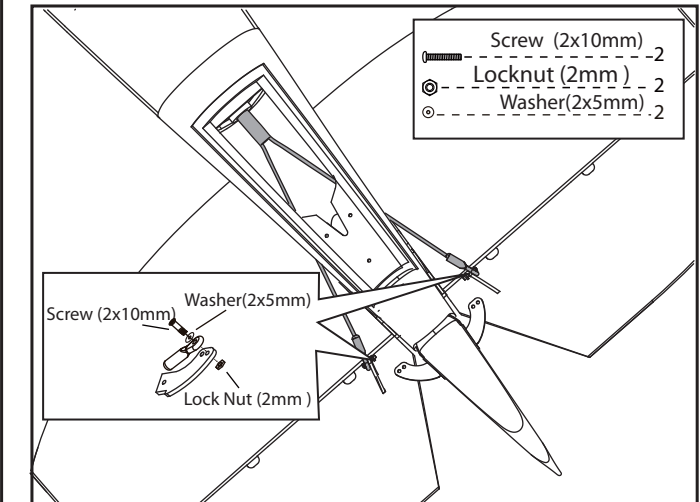 Screw (2x10mm) 2
Locknut (2mm ) 2
Washer(2x5mm) 2
Washer(2x5mm)
Screw (2x10mm)
Lock Nut (2mm )